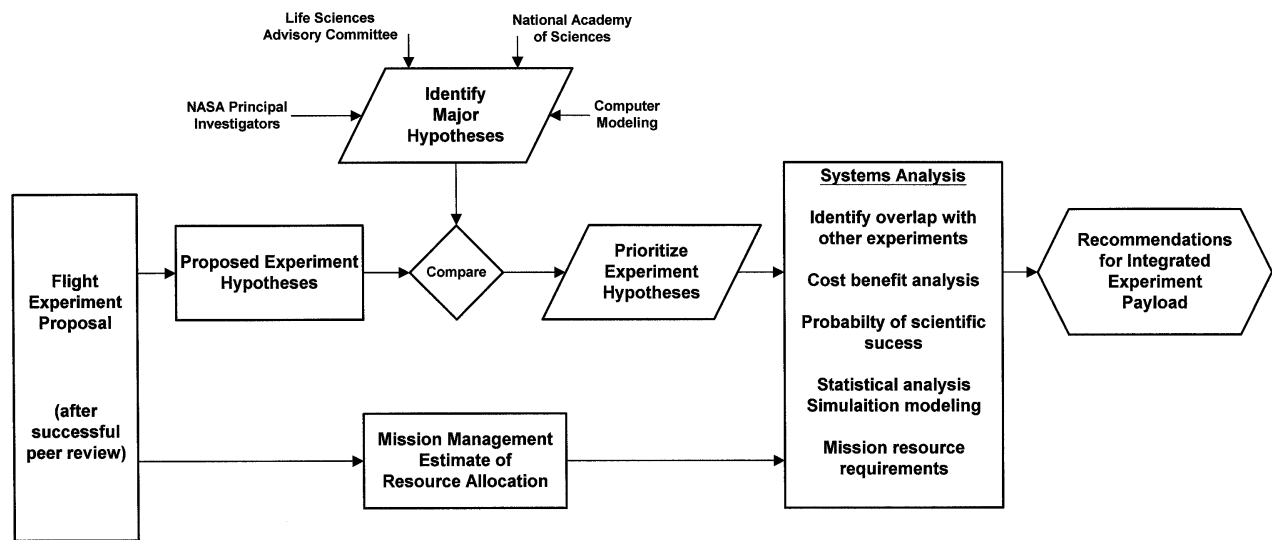 Life Sciences
Advisory Committee
National Academy
of Sciences
NASA Principal
Investigators
Identify
Major
Hypotheses
Computer
Modeling
Flight
Experiment
Proposal
(after
successful
peer review)
Proposed Experiment
Hypotheses
Compare
Prioritize
Experiment
Hypotheses
Mission Management
Estimate of
Resource Allocation
Systems Analysis
Identify overlap with
other experiments
Cost benefit analysis
Probabilty of scientific
sucess
Statistical analysis
Simulaition modeling
Mission resource
requirements
Recommendations
for Integrated
Experiment
Payload